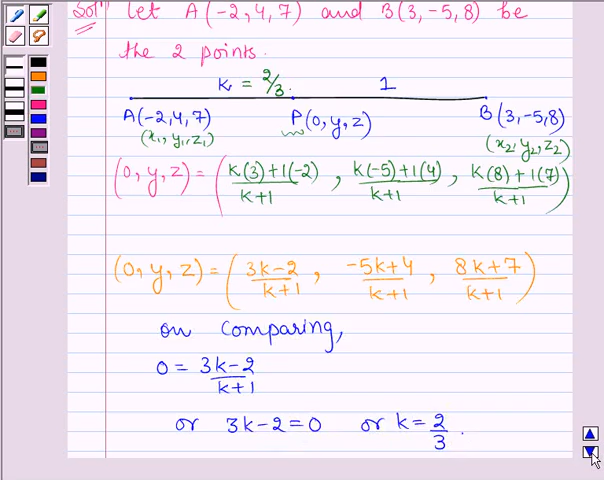 Solⁿ Let A(-2,4,7) and B(3,-5,8) be
the 2 points.
k = 2/3 1
A(-2,4,7) P(0,y,z) B(3,-5,8)
(x₁,y₁,z₁) (x₂,y₂,z₂)
(0,y,z) = ( k(3)+1(-2)/k+1 , k(-5)+1(4)/k+1 , k(8)+1(7)/k+1 )
(0,y,z) = ( 3k-2/k+1 , -5k+4/k+1 , 8k+7/k+1 )
on comparing,
0 = 3k-2/k+1
or 3k-2=0 or k=2/3.